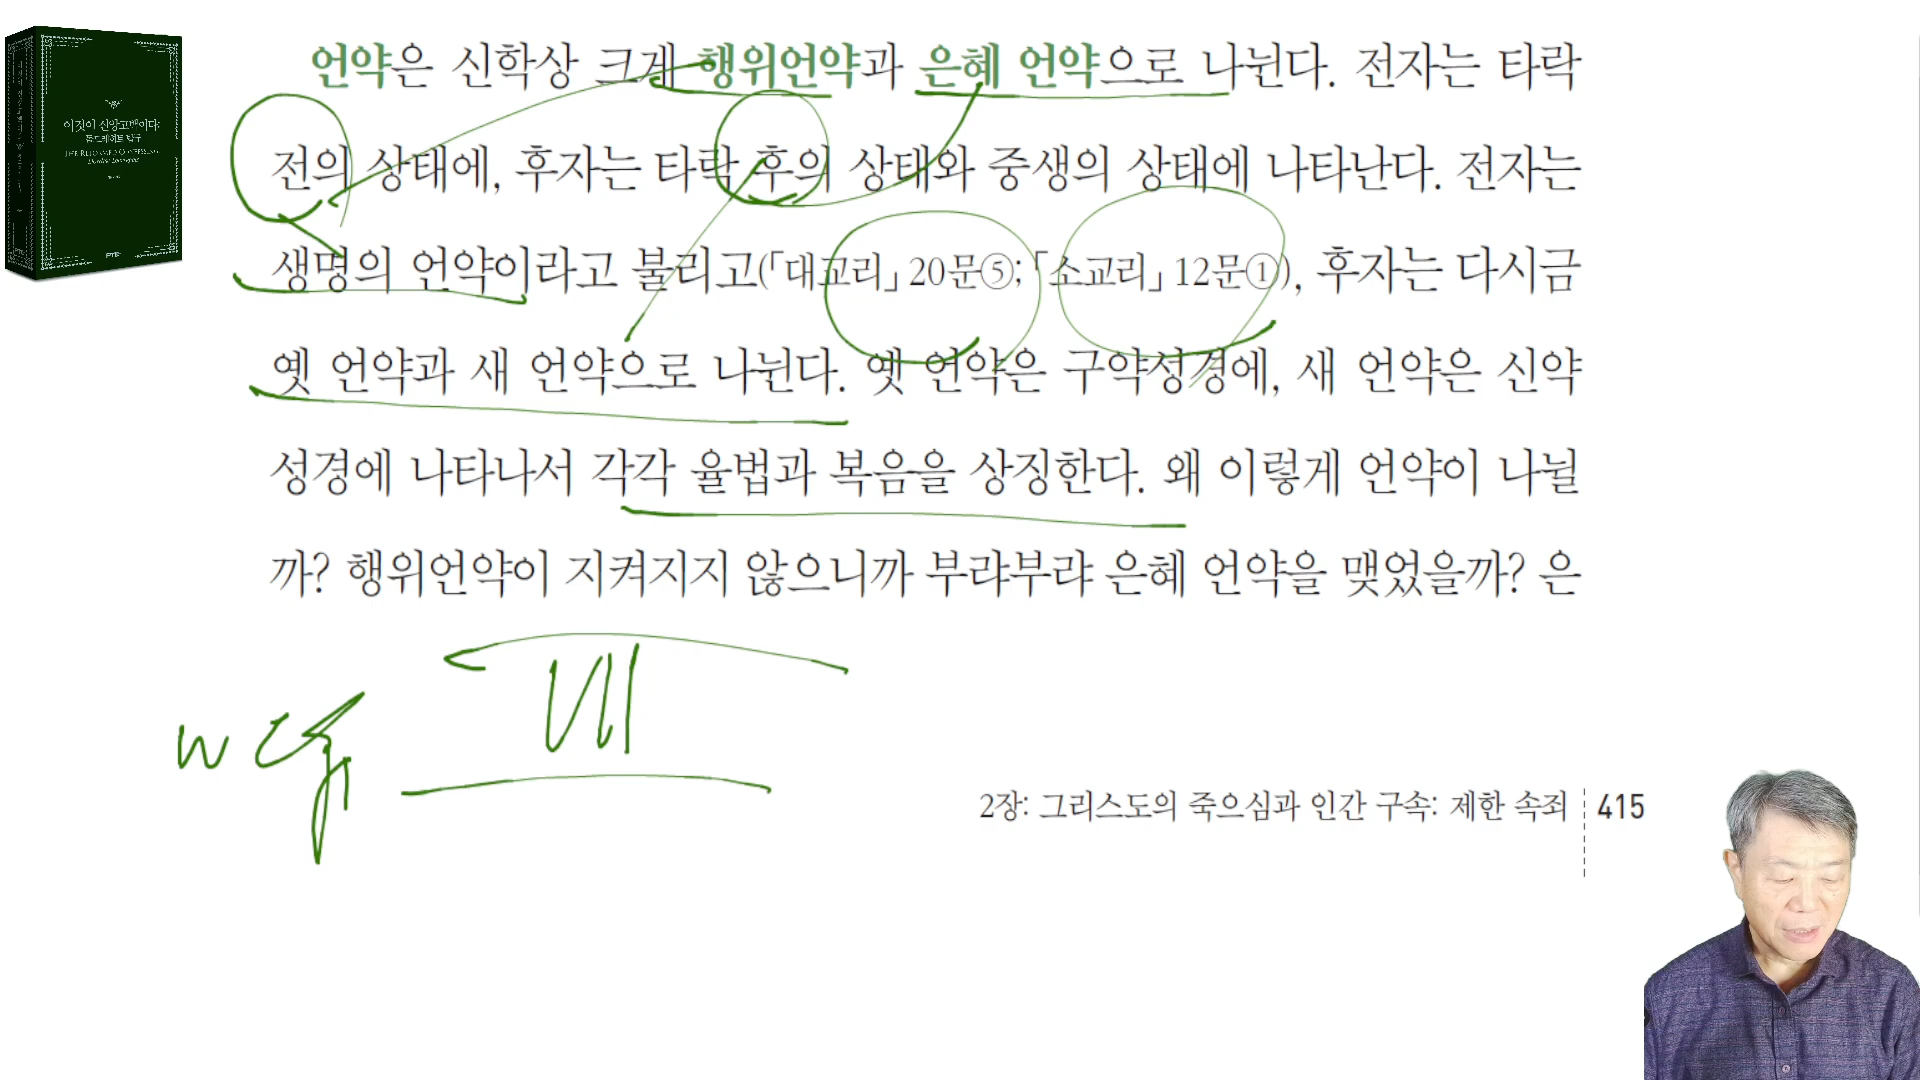 언약은 신학상 크게 행위언약과 은혜 언약으로 나뉜다. 전자는 타락
전의 상태에, 후자는 타락 후의 상태와 중생의 상태에 나타난다. 전자는
생명의 언약이라고 불리고(「대교리」 20문⑤; 「소교리」 12문①), 후자는 다시금
옛 언약과 새 언약으로 나뉜다. 옛 언약은 구약성경에, 새 언약은 신약
성경에 나타나서 각각 율법과 복음을 상징한다. 왜 이렇게 언약이 나뉠
까? 행위언약이 지켜지지 않으니까 부랴부랴 은혜 언약을 맺었을까? 은
2장: 그리스도의 죽으심과 인간 구속: 제한 속죄 415
이것이 신앙고백이다: